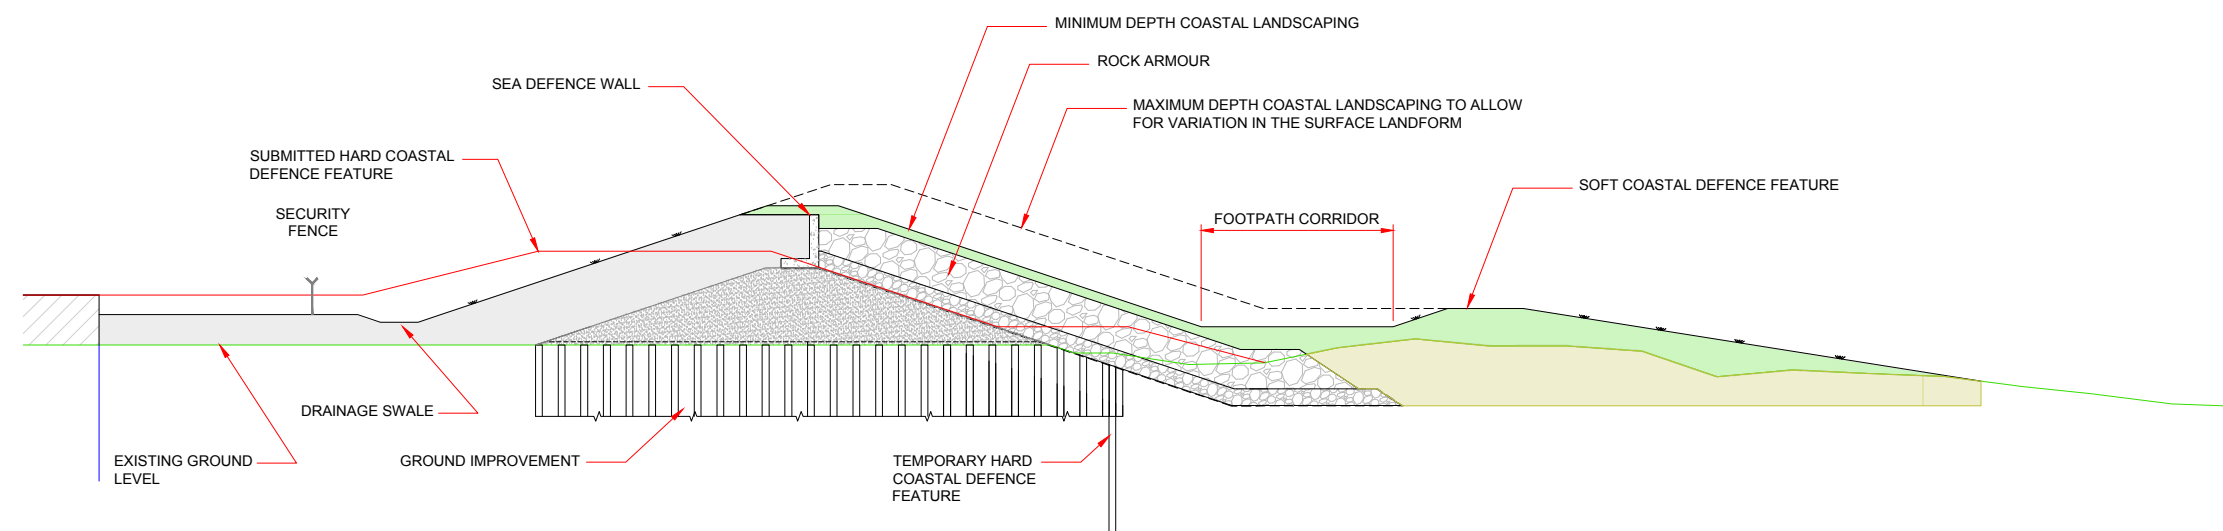 MINIMUM DEPTH COASTAL LANDSCAPING
ROCK ARMOUR
SEA DEFENCE WALL
MAXIMUM DEPTH COASTAL LANDSCAPING TO ALLOW
FOR VARIATION IN THE SURFACE LANDFORM
SUBMITTED HARD COASTAL
DEFENCE FEATURE
SOFT COASTAL DEFENCE FEATURE
SECURITY
FENCE
FOOTPATH CORRIDOR
DRAINAGE SWALE
EXISTING GROUND
LEVEL
GROUND IMPROVEMENT
TEMPORARY HARD
COASTAL DEFENCE
FEATURE